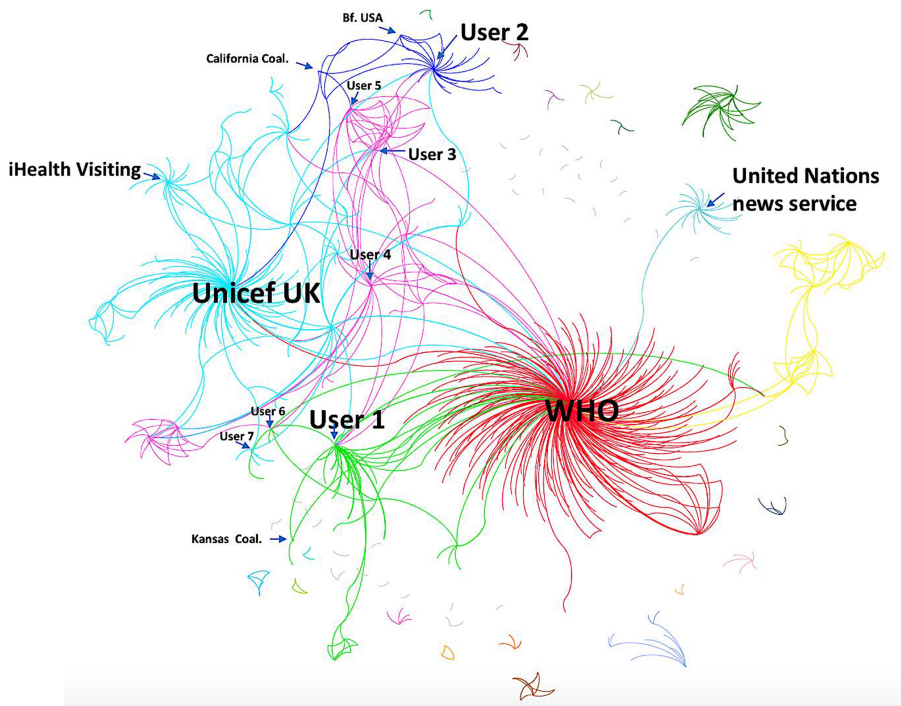 Bf. USA
User 2
California Coal.
User 5
User 3
iHealth Visiting
United Nations
news service
User 4
Unicef UK
WHO
User 6
User 1
User 7
Kansas Coal.